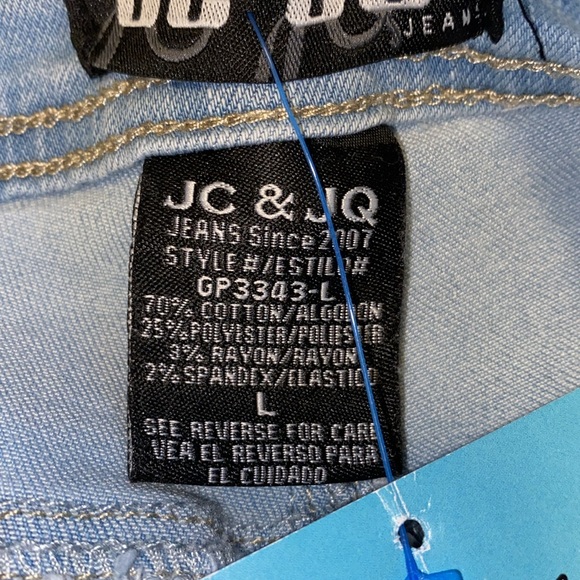 JEANS
JC & JQ
JEANS Since 2007
STYLE #/ESTILO#
GP3343-L
70% COTTON/ALGODON
25% POLYESTER/POLIESTER
3% RAYON/RAYON
2% SPANDEX/ELASTICO
L
SEE REVERSE FOR CARE
VEA EL REVERSO PARA
EL CUIDADO